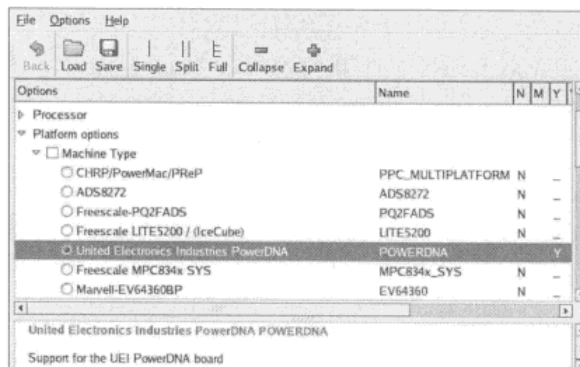 File Options Help
Back Load Save Single Split Full Collapse Expand
Options Name N M Y
Processor
Platform options
Machine Type
CHRP/PowerMac/PReP PPC_MULTIPLATFORM N _
ADS8272 ADS8272 N _
Freescale-PQ2FADS PQ2FADS N _
Freescale LITE5200 / (IceCube) LITE5200 N _
United Electronics Industries PowerDNA POWERDNA Y
Freescale MPC834x SYS MPC834x_SYS N _
Marvell-EV64360BP EV64360 N _
United Electronics Industries PowerDNA POWERDNA
Support for the UEI PowerDNA board